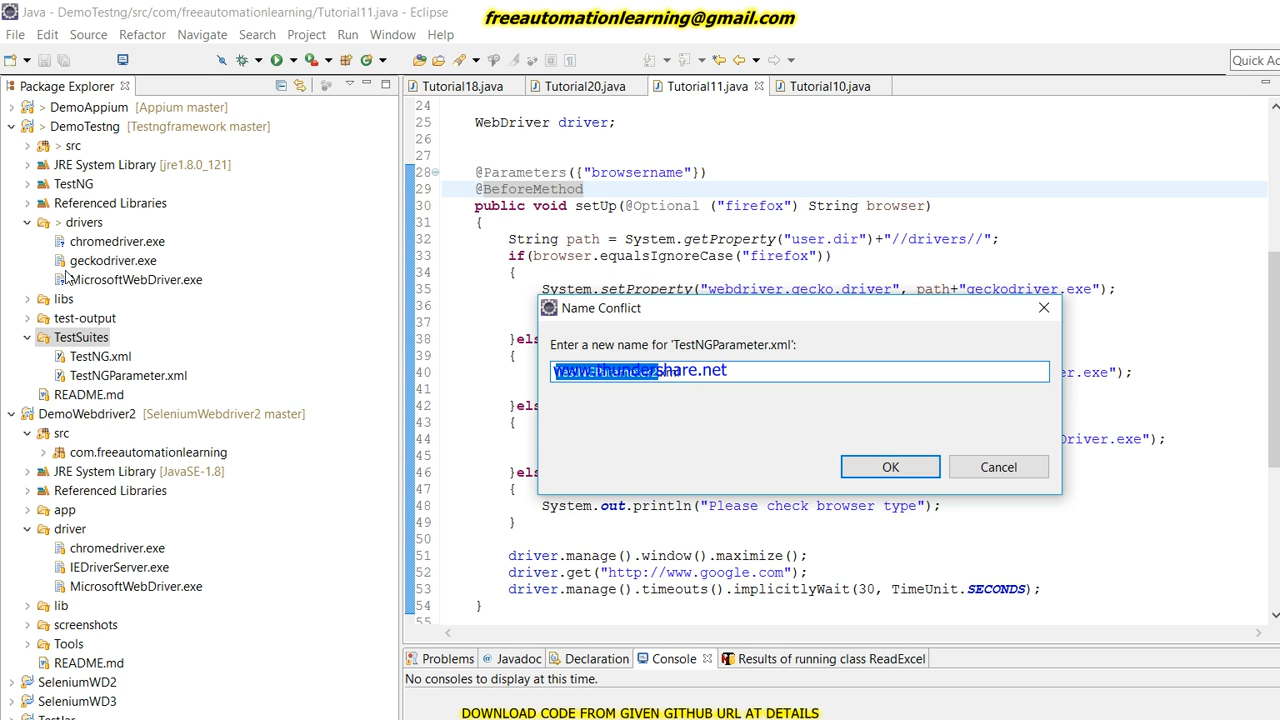 Java - DemoTestng/src/com/freeautomationlearning/Tutorial11.java - Eclipse
freeautomationlearning@gmail.com
File Edit Source Refactor Navigate Search Project Run Window Help
Quick Ac
Package Explorer
Tutorial18.java Tutorial20.java Tutorial11.java Tutorial10.java
> DemoAppium [Appium master]
> DemoTestng [Testngframework master]
> src
JRE System Library [jre1.8.0_121]
TestNG
Referenced Libraries
> drivers
chromedriver.exe
geckodriver.exe
MicrosoftWebDriver.exe
libs
test-output
TestSuites
TestNG.xml
TestNGParameter.xml
README.md
DemoWebdriver2 [SeleniumWebdriver2 master]
src
com.freeautomationlearning
JRE System Library [JavaSE-1.8]
Referenced Libraries
app
driver
chromedriver.exe
IEDriverServer.exe
MicrosoftWebDriver.exe
lib
screenshots
Tools
README.md
SeleniumWD2
SeleniumWD3
TestJar
24
25 WebDriver driver;
26
27
28 @Parameters({"browsername"})
29 @BeforeMethod
30 public void setUp(@Optional ("firefox") String browser)
31 {
32 String path = System.getProperty("user.dir")+"//drivers//";
33 if(browser.equalsIgnoreCase("firefox"))
34 {
35 System.setProperty("webdriver.gecko.driver", path+"geckodriver.exe");
36
37
38 }els
39 {
40 er.exe");
41
42 }els
43 {
44 Driver.exe");
45
46 }els
47 {
48 System.out.println("Please check browser type");
49 }
50
51 driver.manage().window().maximize();
52 driver.get("http://www.google.com");
53 driver.manage().timeouts().implicitlyWait(30, TimeUnit.SECONDS);
54 }
55
Name Conflict
Enter a new name for 'TestNGParameter.xml':
www.thundershare.net
OK Cancel
Problems Javadoc Declaration Console Results of running class ReadExcel
No consoles to display at this time.
DOWNLOAD CODE FROM GIVEN GITHUB URL AT DETAILS